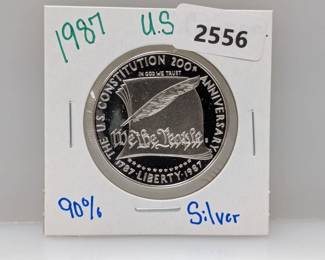 1987 U.S
2556
THE U.S CONSTITUTION 200TH ANNIVERSARY
IN GOD WE TRUST
We the People
1787 · LIBERTY · 1987
90% Silver